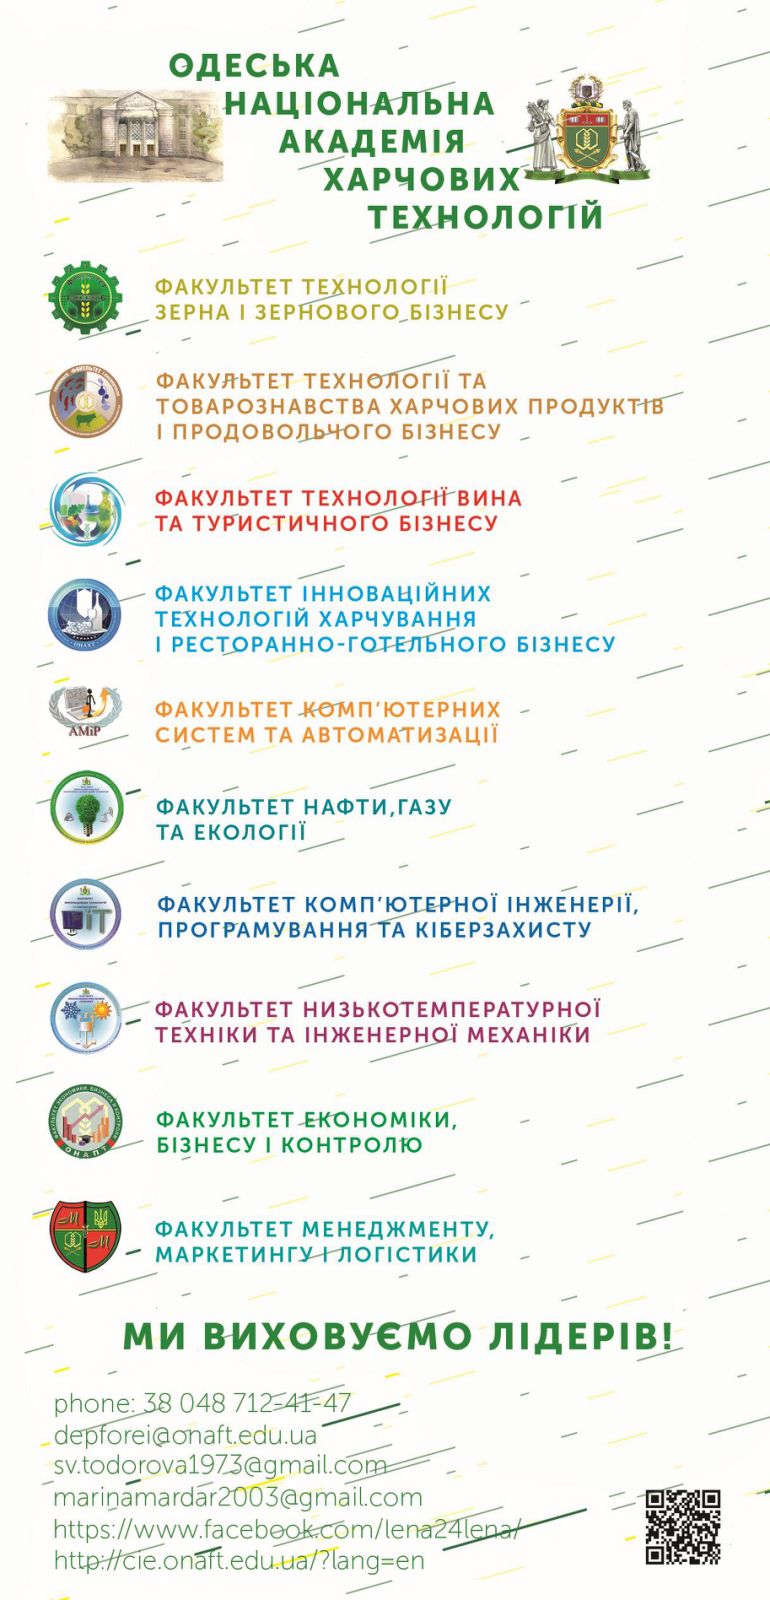 ОДЕСЬКА
НАЦІОНАЛЬНА
АКАДЕМІЯ
ХАРЧОВИХ
ТЕХНОЛОГІЙ
ФАКУЛЬТЕТ ТЕХНОЛОГІЇ
ЗЕРНА І ЗЕРНОВОГО БІЗНЕСУ
ФАКУЛЬТЕТ ТЕХНОЛОГІЇ ТА
ТОВАРОЗНАВСТВА ХАРЧОВИХ ПРОДУКТІВ
І ПРОДОВОЛЬЧОГО БІЗНЕСУ
ФАКУЛЬТЕТ ТЕХНОЛОГІЇ ВИНА
ТА ТУРИСТИЧНОГО БІЗНЕСУ
ФАКУЛЬТЕТ ІННОВАЦІЙНИХ
ТЕХНОЛОГІЙ ХАРЧУВАННЯ
І РЕСТОРАННО-ГОТЕЛЬНОГО БІЗНЕСУ
АМіР
ФАКУЛЬТЕТ КОМП'ЮТЕРНИХ
СИСТЕМ ТА АВТОМАТИЗАЦІЇ
ФАКУЛЬТЕТ НАФТИ,ГАЗУ
ТА ЕКОЛОГІЇ
ФАКУЛЬТЕТ КОМП'ЮТЕРНОЇ ІНЖЕНЕРІЇ,
ПРОГРАМУВАННЯ ТА КІБЕРЗАХИСТУ
ФАКУЛЬТЕТ НИЗЬКОТЕМПЕРАТУРНОЇ
ТЕХНІКИ ТА ІНЖЕНЕРНОЇ МЕХАНІКИ
ФАКУЛЬТЕТ ЭКОНОМИКИ, БИЗНЕСА И КОНТРОЛЯ
ОНАПТ
ФАКУЛЬТЕТ ЕКОНОМІКИ,
БІЗНЕСУ І КОНТРОЛЮ
М
М
ФАКУЛЬТЕТ МЕНЕДЖМЕНТУ,
МАРКЕТИНГУ І ЛОГІСТИКИ
МИ ВИХОВУЄМО ЛІДЕРІВ!
phone: 38 048 712-41-47
depforei@onaft.edu.ua
sv.todorova1973@gmail.com
marinamardar2003@gmail.com
https://www.facebook.com/lena24lena/
http://cie.onaft.edu.ua/?lang=en